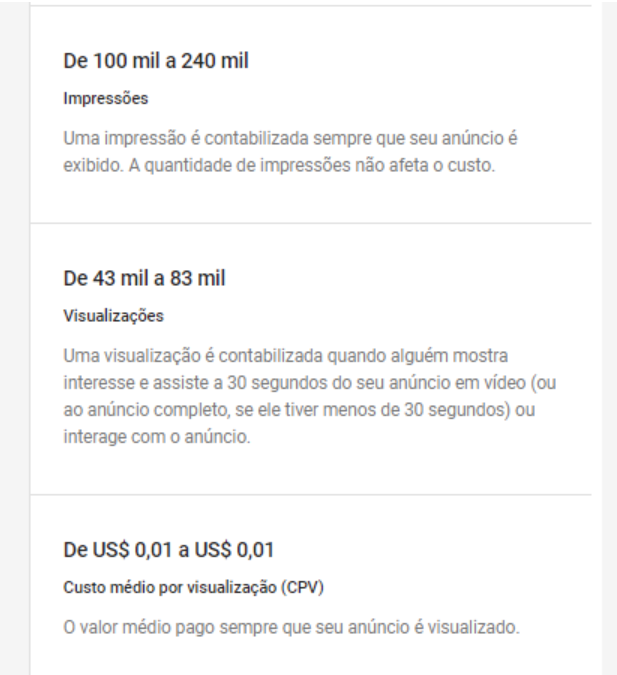 De 100 mil a 240 mil
Impressões
Uma impressão é contabilizada sempre que seu anúncio é
exibido. A quantidade de impressões não afeta o custo.
De 43 mil a 83 mil
Visualizações
Uma visualização é contabilizada quando alguém mostra
interesse e assiste a 30 segundos do seu anúncio em vídeo (ou
ao anúncio completo, se ele tiver menos de 30 segundos) ou
interage com o anúncio.
De US$ 0,01 a US$ 0,01
Custo médio por visualização (CPV)
O valor médio pago sempre que seu anúncio é visualizado.